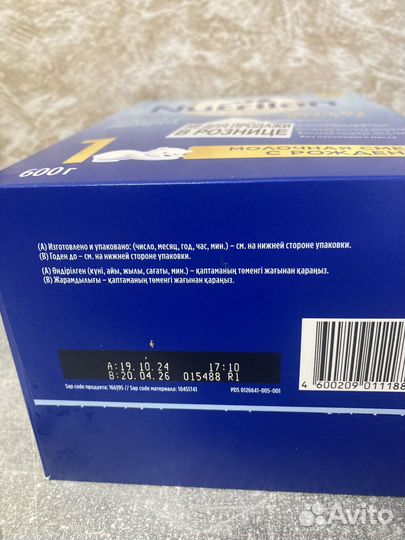 Nutrilon
НЕ ДЛЯ ПРОДАЖИ
В РОЗНИЦЕ
1
МОЛОЧНАЯ СМЕ
С РОЖДЕН
600г
(А) Изготовлено и упаковано: (число, месяц, год, час, мин.) – см. на нижней стороне упаковки.
(В) Годен до – см. на нижней стороне упаковки.
(А) Өндірілген (күні, айы, жылы, сағаты, мин.) – қаптаманың төменгі жағынан қараңыз.
(В) Жарамдылығы – қаптаманың төменгі жағынан қараңыз.
A:19.10.24 17:10
B:20.04.26 015488 R1
Sap code продукта: 166395 // Sap code материала: 10451741 PDS 0126641-005-001
4 600209 01118
Avito